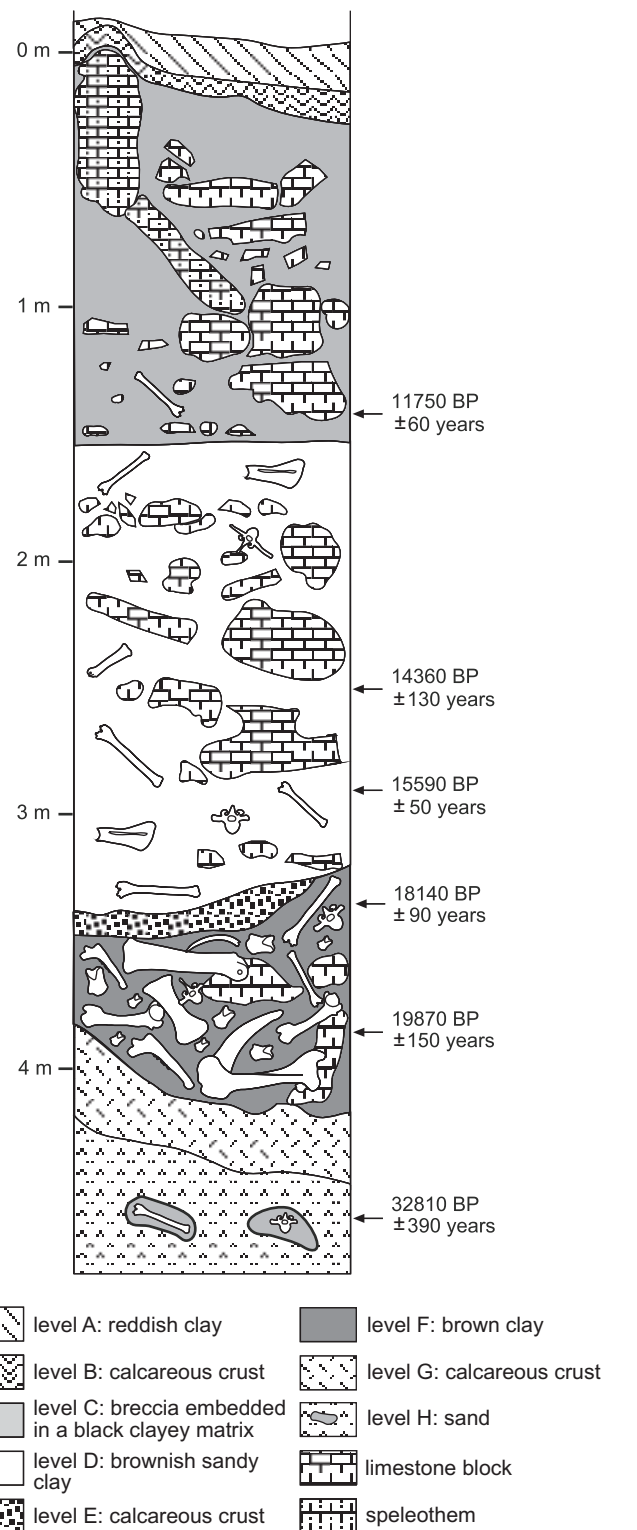 0 m
1 m
11750 BP
±60 years
2 m
14360 BP
±130 years
15590 BP
± 50 years
3 m
18140 BP
± 90 years
19870 BP
±150 years
4 m
32810 BP
±390 years
level A: reddish clay
level B: calcareous crust
level C: breccia embedded
in a black clayey matrix
level D: brownish sandy
clay
level E: calcareous crust
level F: brown clay
level G: calcareous crust
level H: sand
limestone block
speleothem